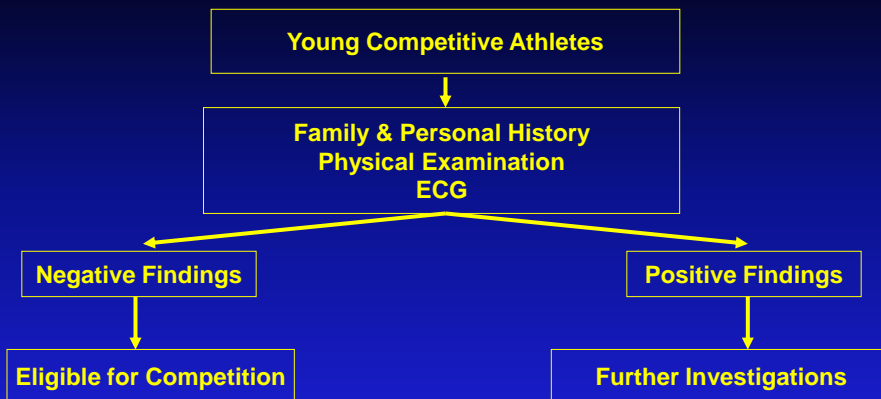 Young Competitive Athletes
Family & Personal History
Physical Examination
ECG
Negative Findings
Positive Findings
Eligible for Competition
Further Investigations